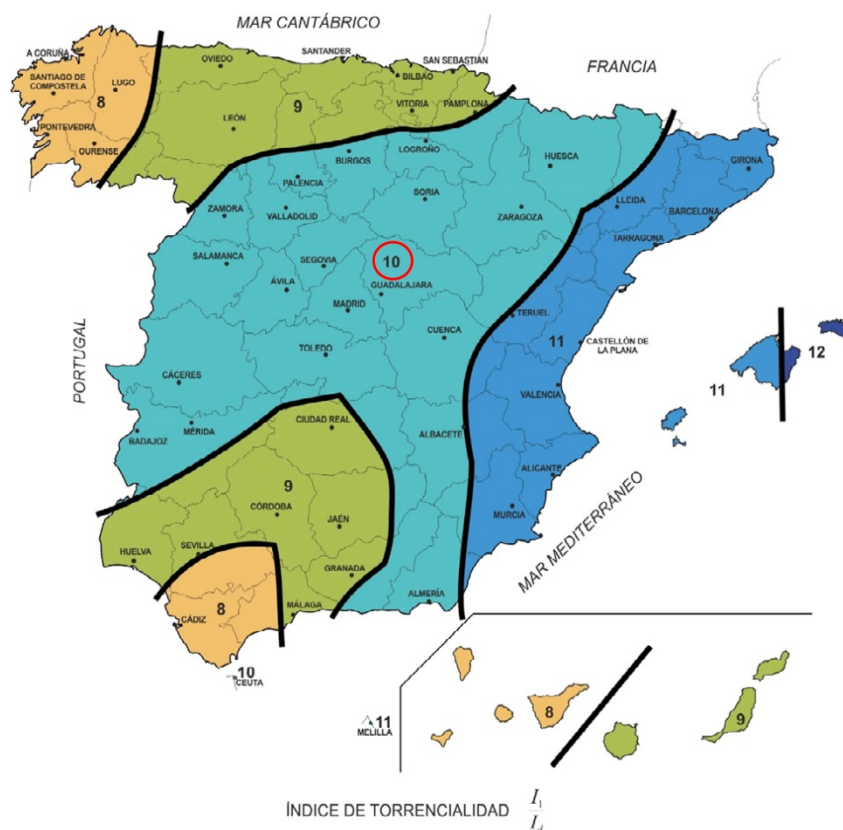 MAR CANTÁBRICO
A CORUÑA
LUGO
SANTIAGO DE
COMPOSTELA
8
PONTEVEDRA
OURENSE
OVIEDO
SANTANDER
SAN SEBASTIAN
BILBAO
FRANCIA
9
VITORIA
PAMPLONA
LEÓN
LOGROÑO
BURGOS
HUESCA
GIRONA
PALENCIA
SORIA
LLEIDA
ZAMORA
VALLADOLID
ZARAGOZA
BARCELONA
TARRAGONA
SALAMANCA
SEGOVIA
10
ÁVILA
GUADALAJARA
MADRID
TERUEL
PORTUGAL
CUENCA
11
CASTELLÓN DE
LA PLANA
12
TOLEDO
11
CÁCERES
VALENCIA
CIUDAD REAL
MÉRIDA
BADAJOZ
ALBACETE
ALICANTE
9
CÓRDOBA
JAÉN
MURCIA
MAR MEDITERRÁNEO
HUELVA
SEVILLA
GRANADA
ALMERÍA
MÁLAGA
8
CÁDIZ
10
CEUTA
11
MELILLA
8
9
ÍNDICE DE TORRENCIALIDAD I₁
I_d